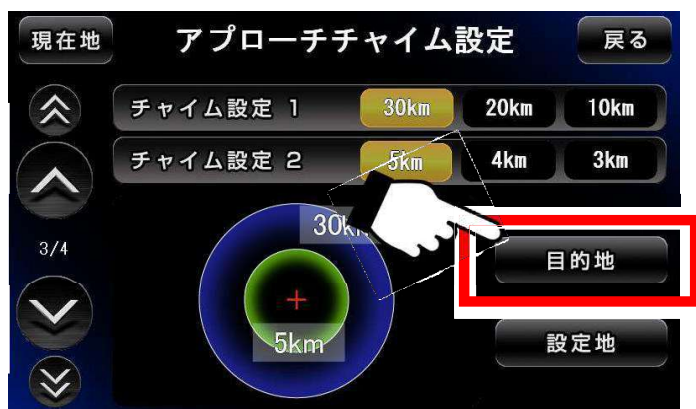 現在地 アプローチチャイム設定 戻る
チャイム設定 1 30km 20km 10km
チャイム設定 2 5km 4km 3km
30km
3/4
目的地
5km
設定地